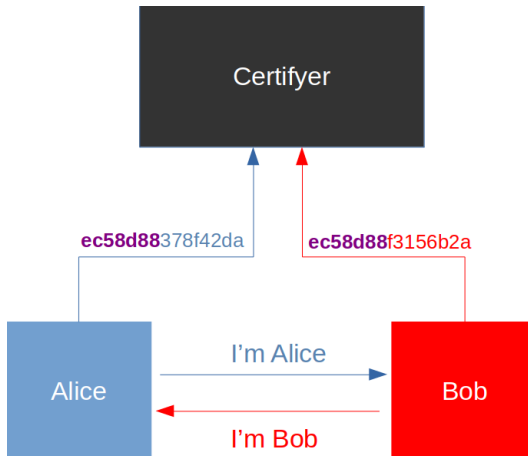 Certifyer
ec58d88378f42da
ec58d88f3156b2a
I'm Alice
Alice
Bob
I'm Bob